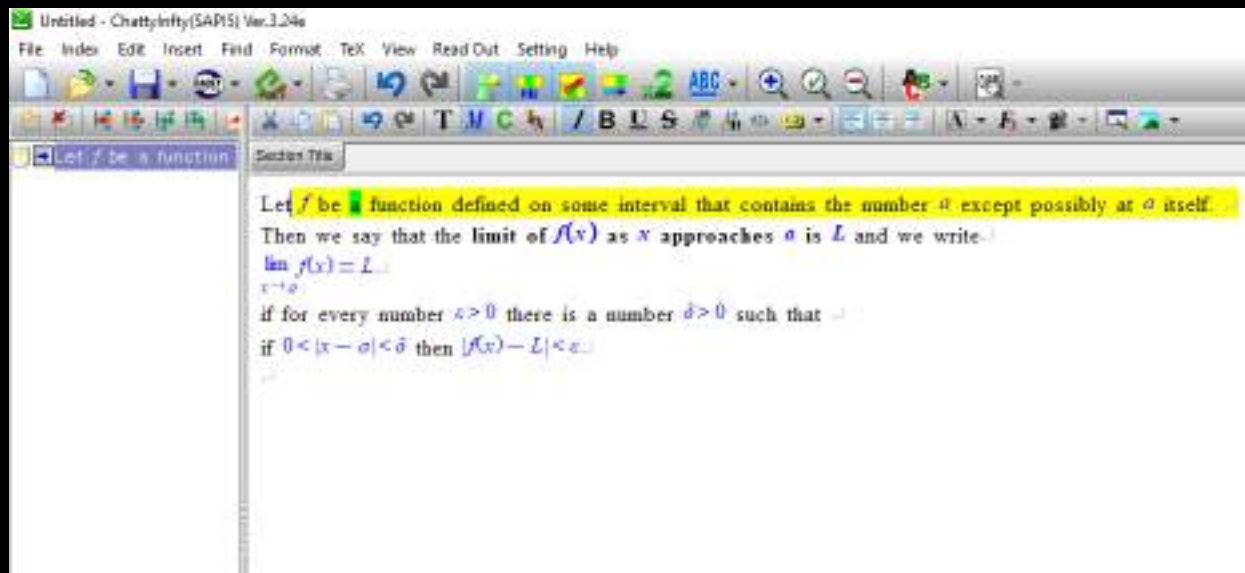 Untitled - ChattyInfty(SAPI5) Ver.3.24e
File Index Edit Insert Find Format TeX View Read Out Setting Help
ABC
T M C I B U S
Let f be a function
Section Title
Let f be a function defined on some interval that contains the number a except possibly at a itself.
Then we say that the limit of f(x) as x approaches a is L and we write
lim f(x) = L
x→a
if for every number ε > 0 there is a number δ > 0 such that
if 0 < |x − a| < δ then |f(x) − L| < ε